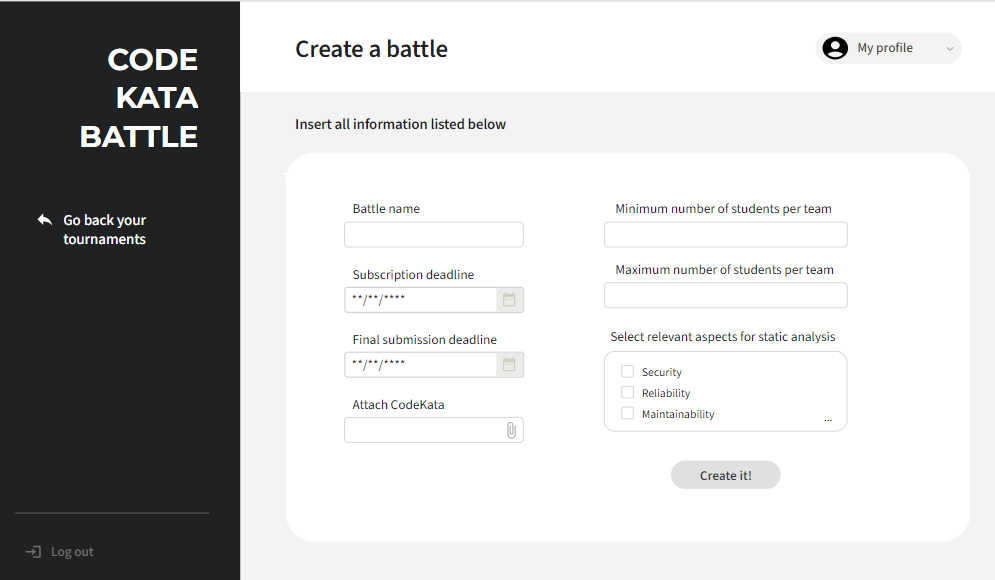 CODE
KATA
BATTLE
Go back your
tournaments
Log out
Create a battle
My profile
Insert all information listed below
Battle name
Subscription deadline
**/**/****
Final submission deadline
**/**/****
Attach CodeKata
Minimum number of students per team
Maximum number of students per team
Select relevant aspects for static analysis
Security
Reliability
Maintainability
...
Create it!